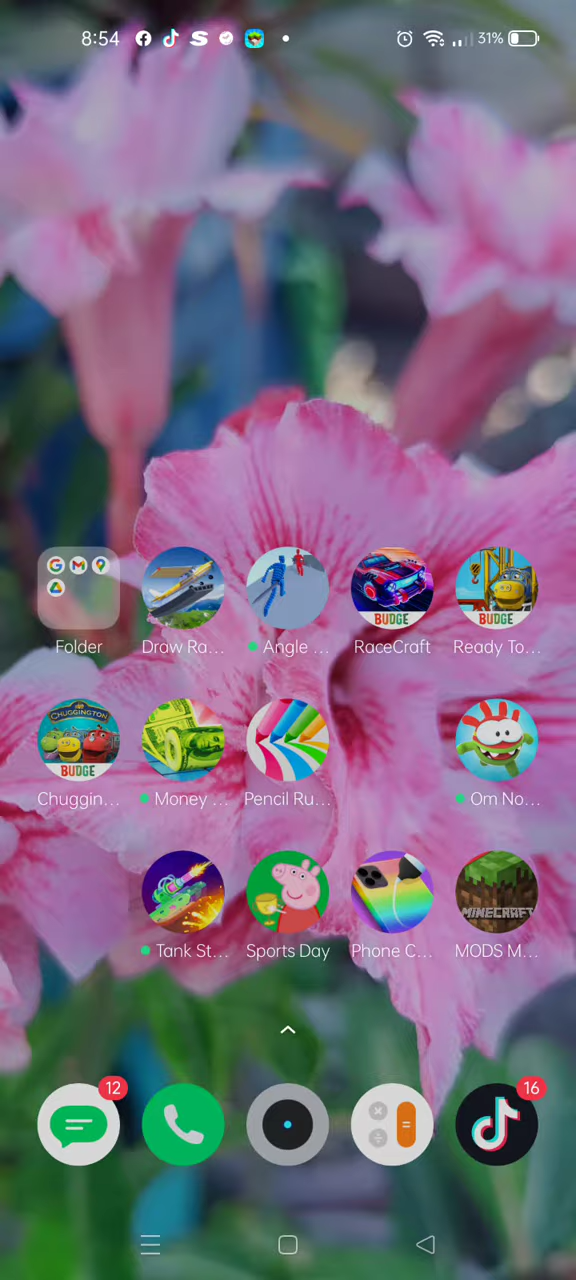 8:54 31%
Folder Draw Ra... Angle ... RaceCraft Ready To...
BUDGE BUDGE
CHUGGINGTON
BUDGE
Chuggin... Money ... Pencil Ru... Om No...
MINECRAFT
Tank St... Sports Day Phone C... MODS M...
12 16